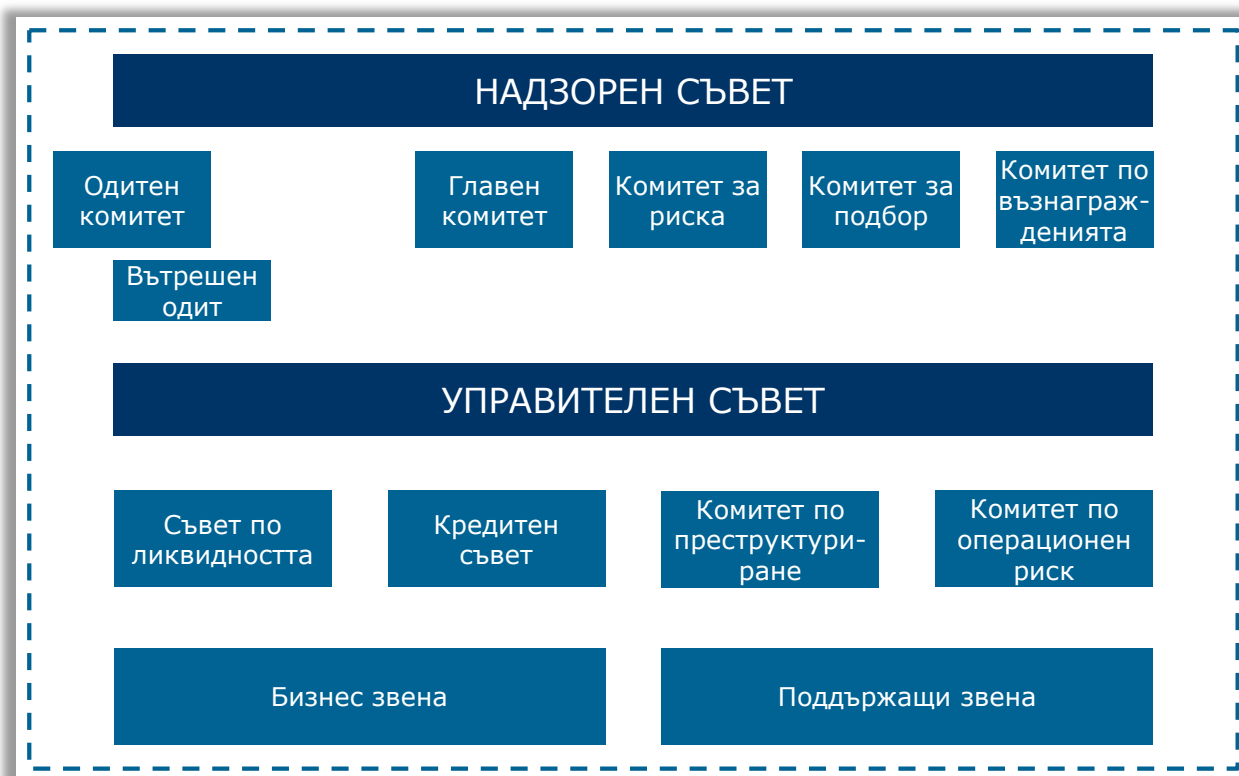 НАДЗОРЕН СЪВЕТ
Одитен
комитет
Главен
комитет
Комитет за
риска
Комитет за
подбор
Комитет по
възнаграж-
денията
Вътрешен
одит
УПРАВИТЕЛЕН СЪВЕТ
Съвет по
ликвидността
Кредитен
съвет
Комитет по
преструктури-
ране
Комитет по
операционен
риск
Бизнес звена
Поддържащи звена